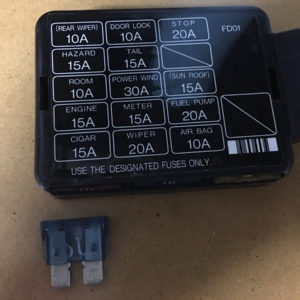 (REAR WIPER) DOOR LOCK STOP FD01
10A 10A 20A
HAZARD TAIL
15A 15A
ROOM POWER WIND (SUN ROOF)
10A 30A 15A
ENGINE METER FUEL PUMP
15A 15A 20A
CIGAR WIPER AIR BAG
15A 20A 10A
USE THE DESIGNATED FUSES ONLY.